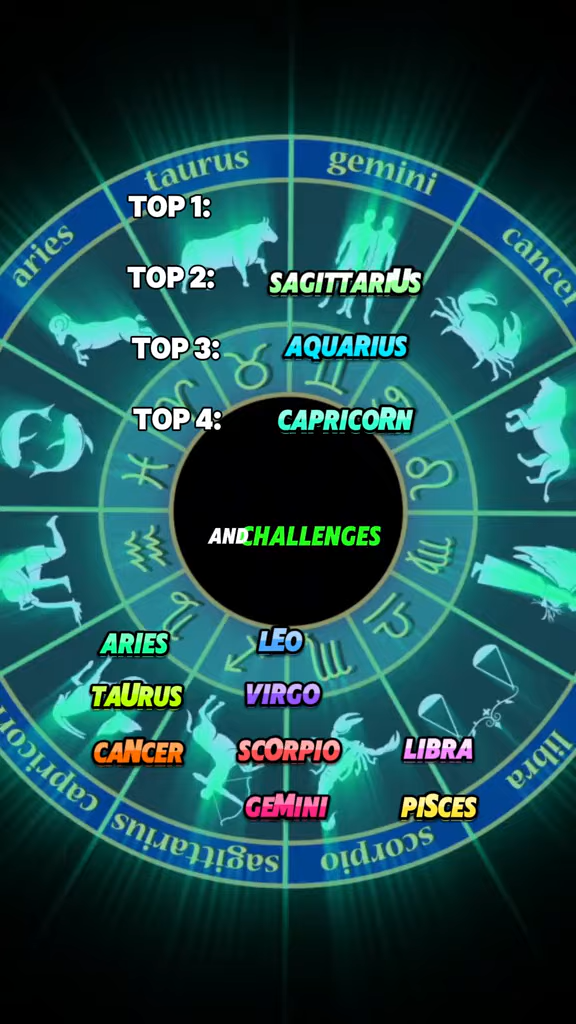 taurus gemini
aries cancer
TOP 1:
TOP 2: SAGITTARIUS
TOP 3: AQUARIUS
TOP 4: CAPRICORN
AND CHALLENGES
ARIES LEO
TAURUS VIRGO
CANCER SCORPIO LIBRA
GEMINI PISCES
capricorn libra
sagittarius scorpio